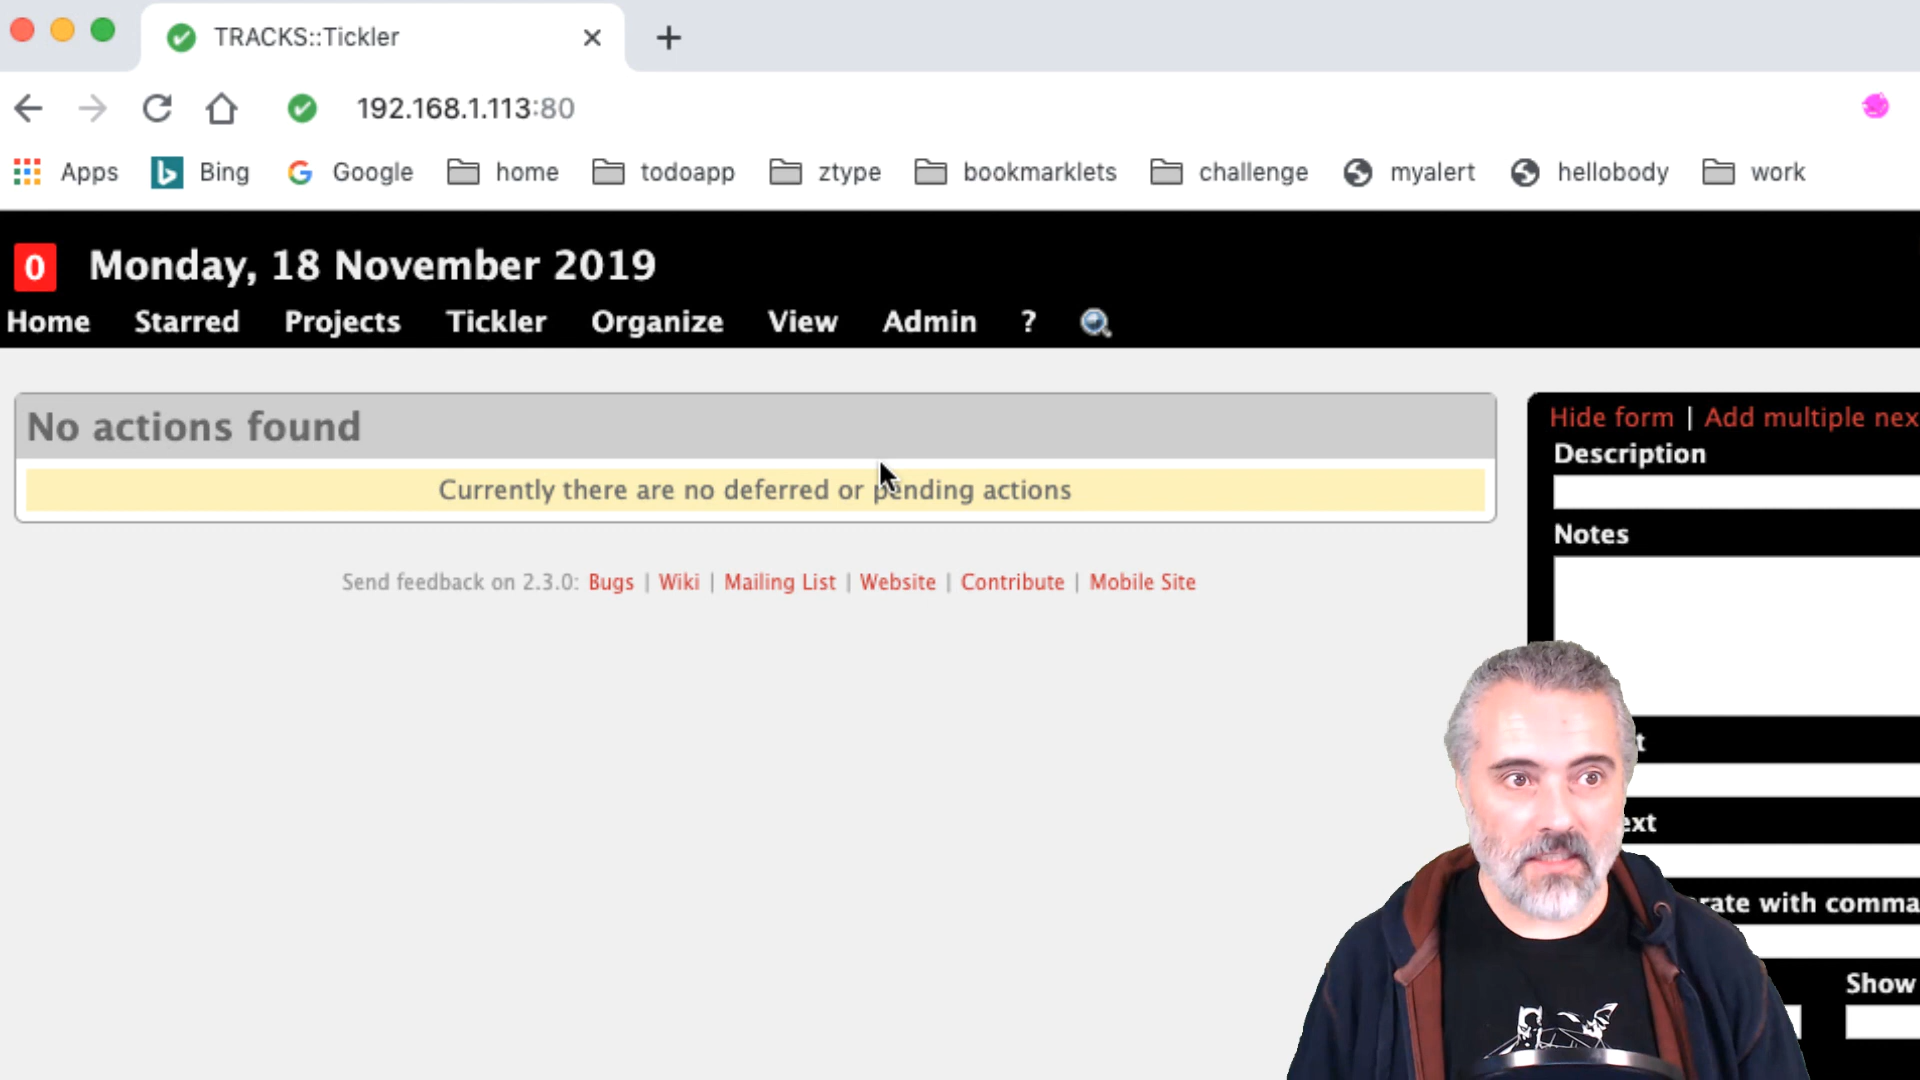 TRACKS::Tickler
192.168.1.113:80
Apps Bing Google home todoapp ztype bookmarklets challenge myalert hellobody work
0 Monday, 18 November 2019
Home Starred Projects Tickler Organize View Admin ?
No actions found
Currently there are no deferred or pending actions
Send feedback on 2.3.0: Bugs | Wiki | Mailing List | Website | Contribute | Mobile Site
Hide form | Add multiple nex
Description
Notes
t
ext
rate with comma
Show